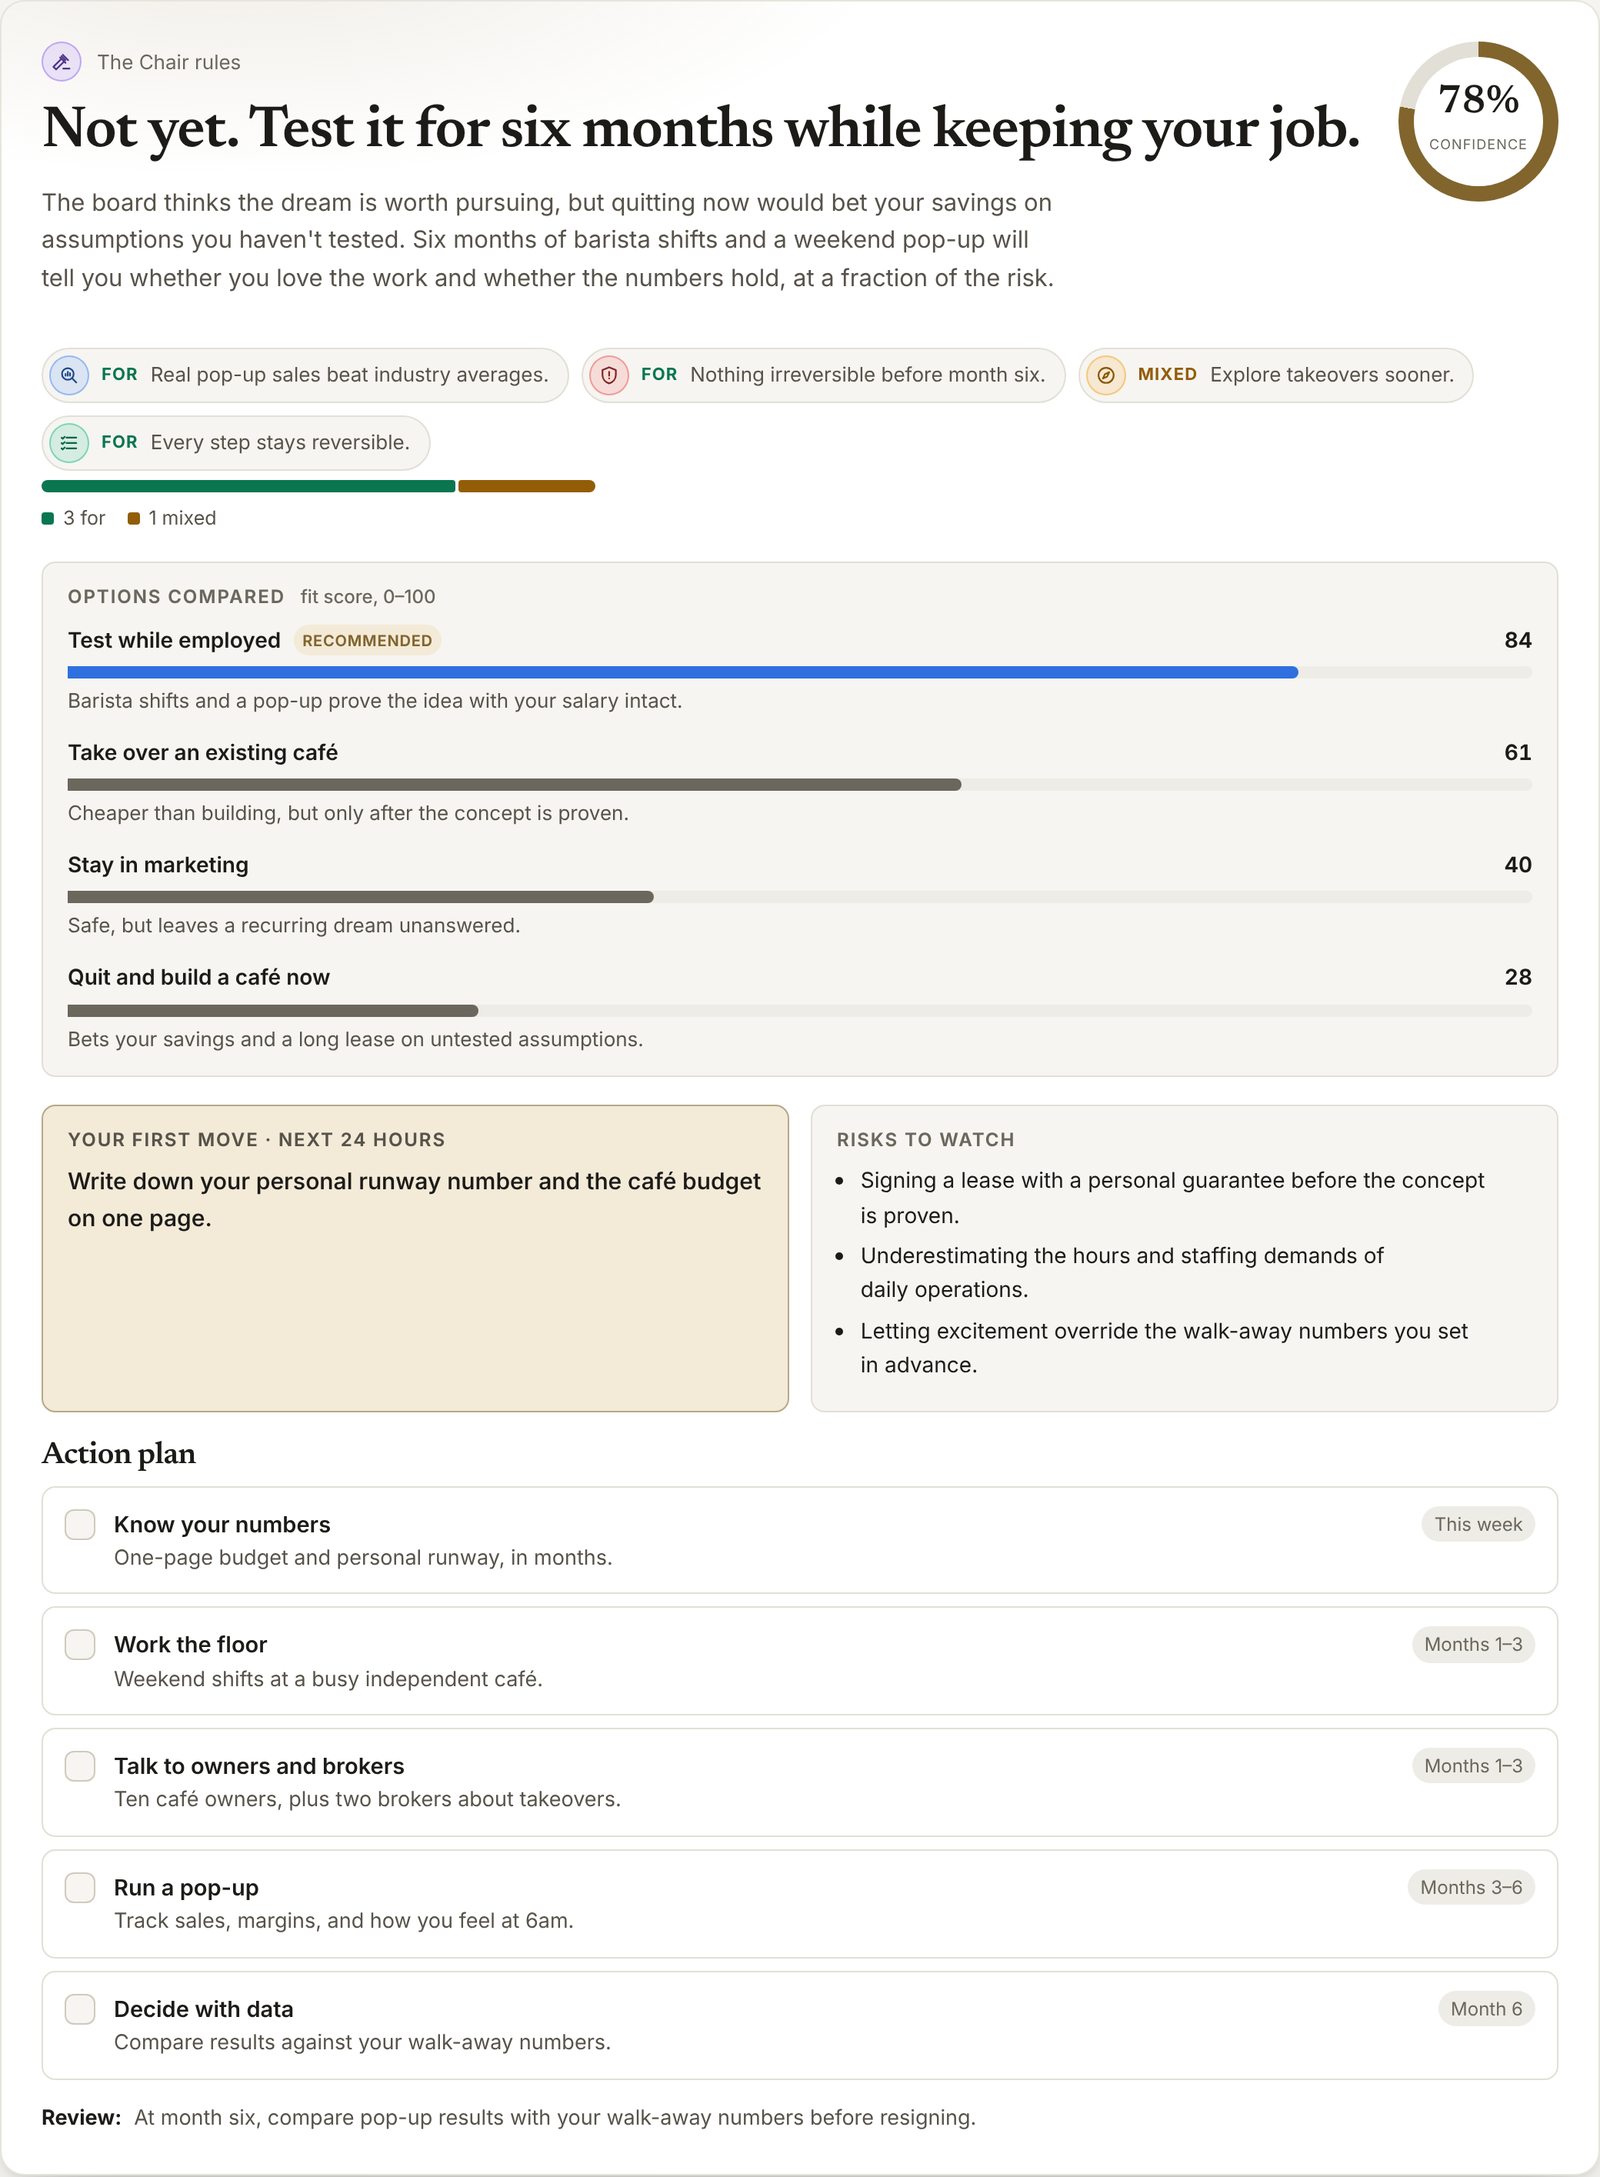 The Chair rules
Not yet. Test it for six months while keeping your job.
78%
CONFIDENCE
The board thinks the dream is worth pursuing, but quitting now would bet your savings on
assumptions you haven't tested. Six months of barista shifts and a weekend pop-up will
tell you whether you love the work and whether the numbers hold, at a fraction of the risk.
FOR Real pop-up sales beat industry averages.
FOR Nothing irreversible before month six.
MIXED Explore takeovers sooner.
FOR Every step stays reversible.
3 for 1 mixed
OPTIONS COMPARED fit score, 0–100
Test while employed RECOMMENDED 84
Barista shifts and a pop-up prove the idea with your salary intact.
Take over an existing café 61
Cheaper than building, but only after the concept is proven.
Stay in marketing 40
Safe, but leaves a recurring dream unanswered.
Quit and build a café now 28
Bets your savings and a long lease on untested assumptions.
YOUR FIRST MOVE · NEXT 24 HOURS
Write down your personal runway number and the café budget
on one page.
RISKS TO WATCH
• Signing a lease with a personal guarantee before the concept
is proven.
• Underestimating the hours and staffing demands of
daily operations.
• Letting excitement override the walk-away numbers you set
in advance.
Action plan
Know your numbers This week
One-page budget and personal runway, in months.
Work the floor Months 1–3
Weekend shifts at a busy independent café.
Talk to owners and brokers Months 1–3
Ten café owners, plus two brokers about takeovers.
Run a pop-up Months 3–6
Track sales, margins, and how you feel at 6am.
Decide with data Month 6
Compare results against your walk-away numbers.
Review: At month six, compare pop-up results with your walk-away numbers before resigning.